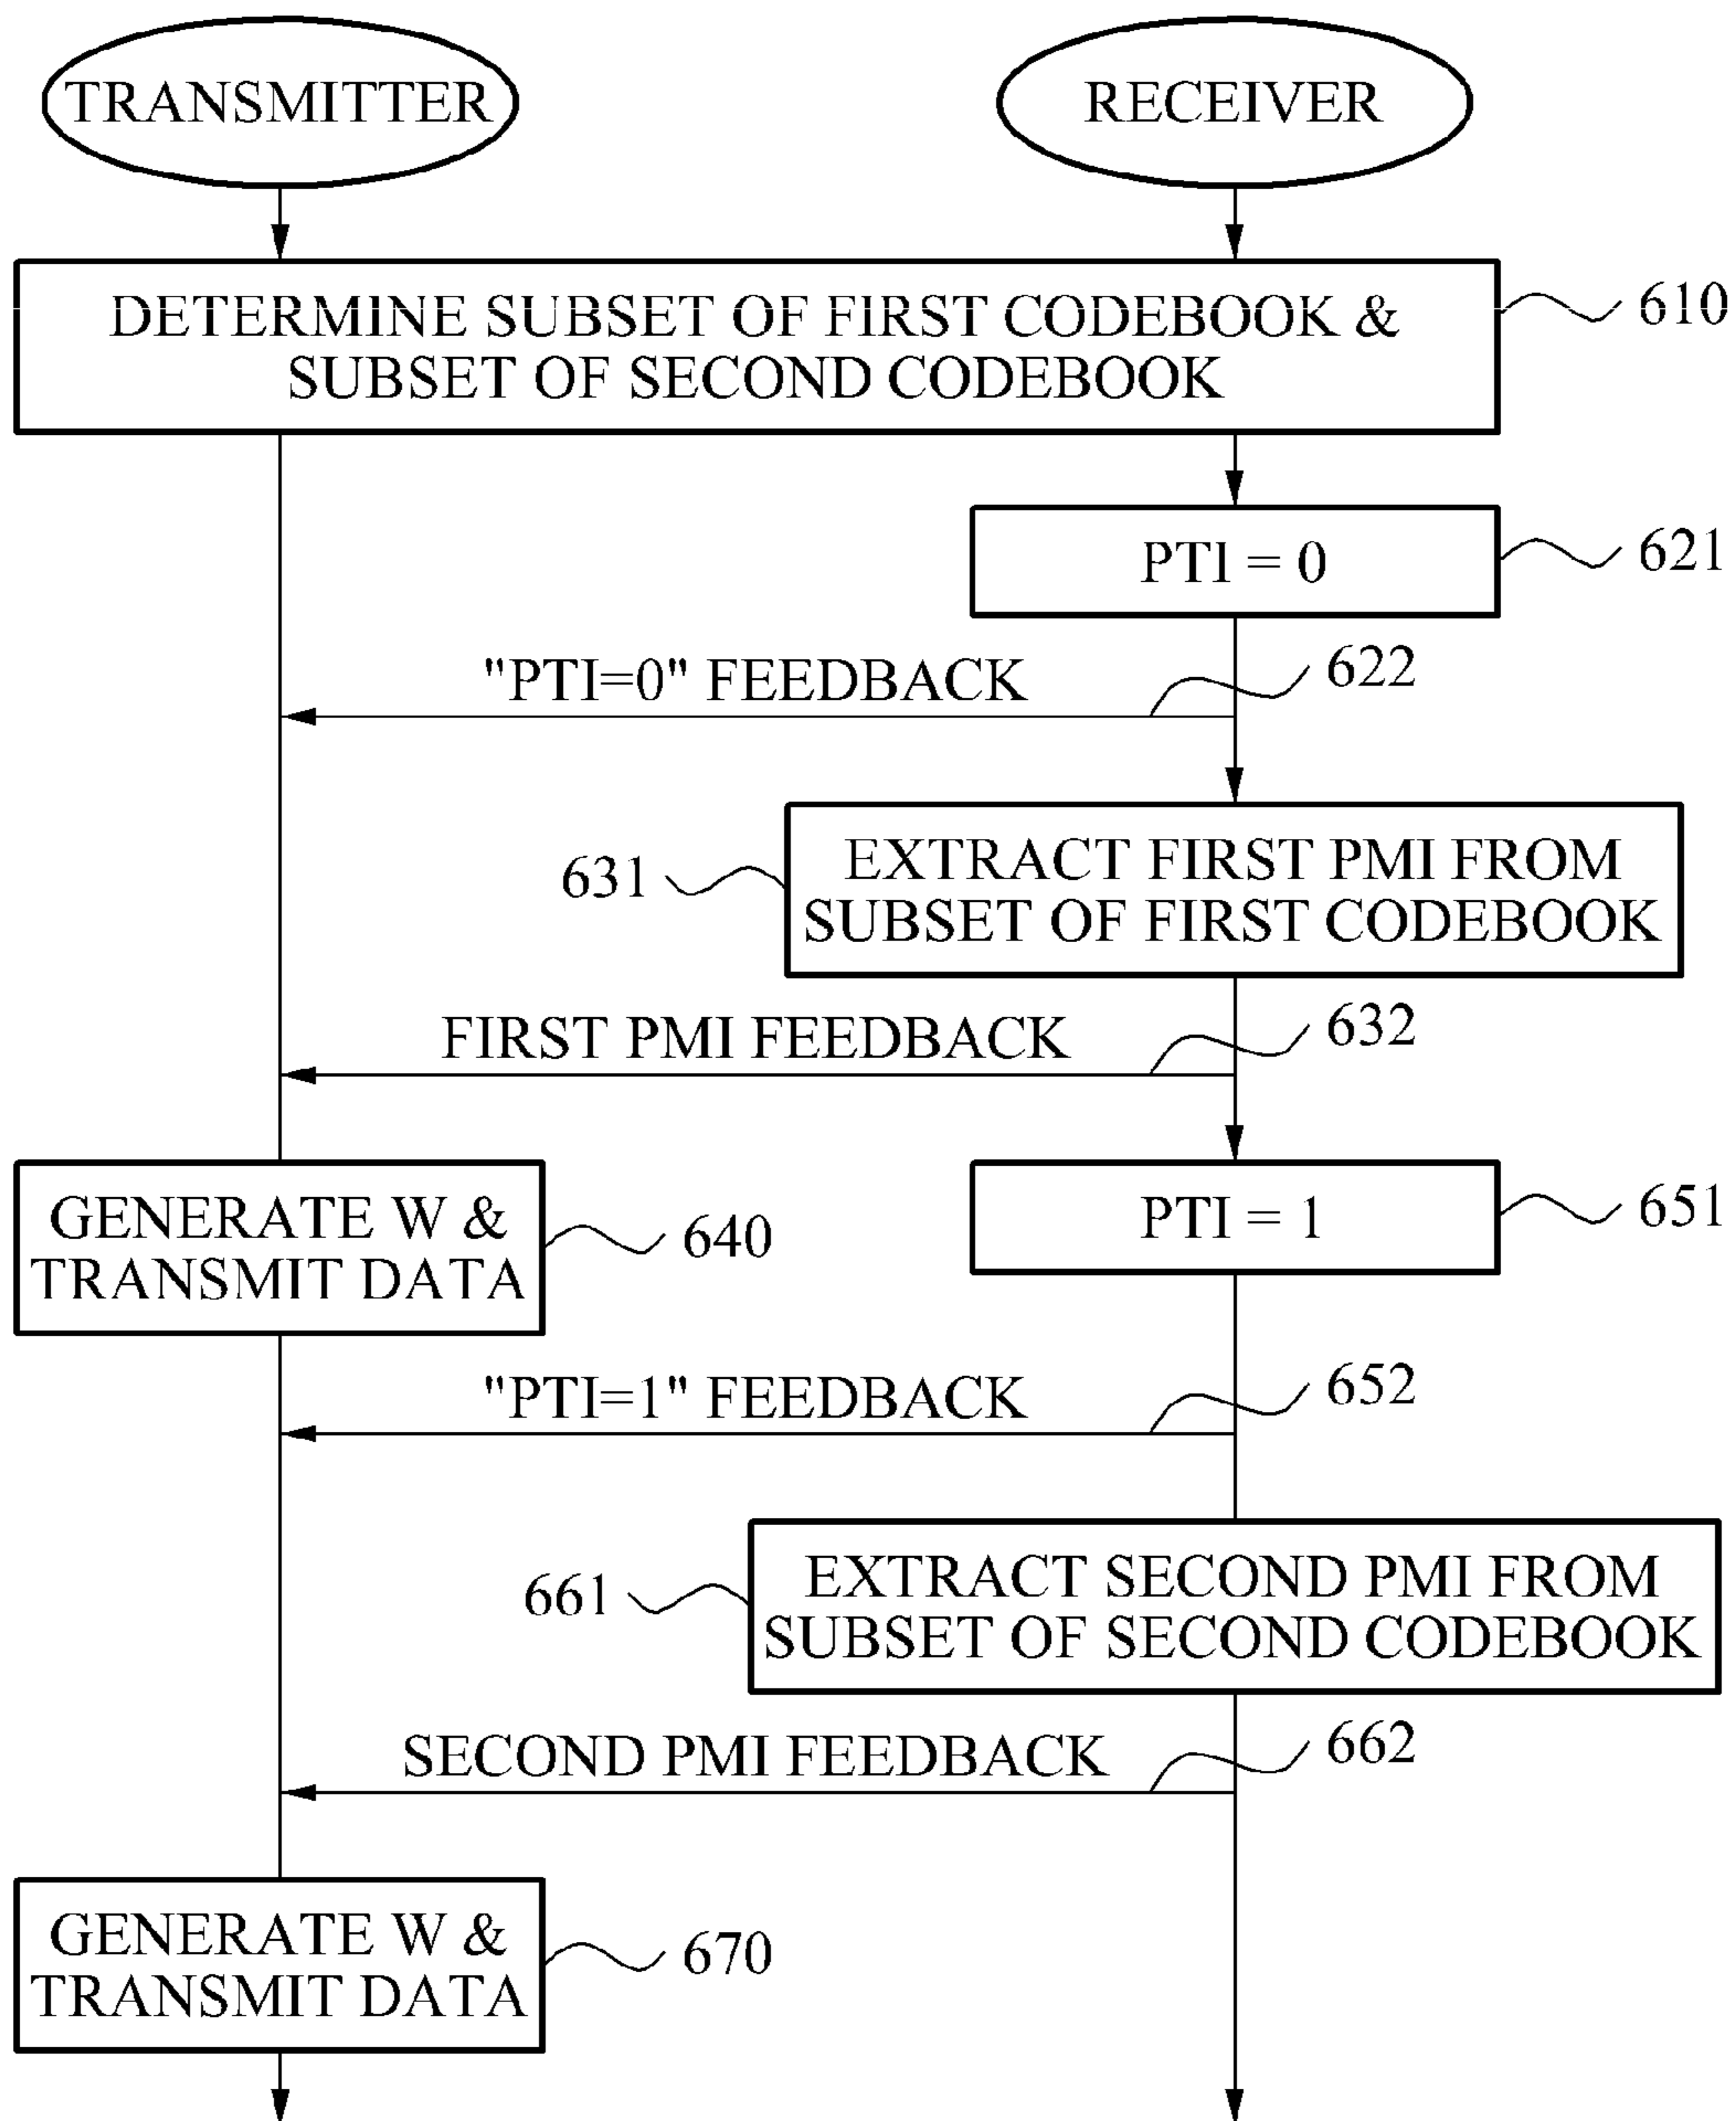 TRANSMITTER
RECEIVER
DETERMINE SUBSET OF FIRST CODEBOOK &
SUBSET OF SECOND CODEBOOK
610
PTI = 0
621
"PTI=0" FEEDBACK
622
EXTRACT FIRST PMI FROM
SUBSET OF FIRST CODEBOOK
631
FIRST PMI FEEDBACK
632
GENERATE W &
TRANSMIT DATA
640
PTI = 1
651
"PTI=1" FEEDBACK
652
EXTRACT SECOND PMI FROM
SUBSET OF SECOND CODEBOOK
661
SECOND PMI FEEDBACK
662
GENERATE W &
TRANSMIT DATA
670